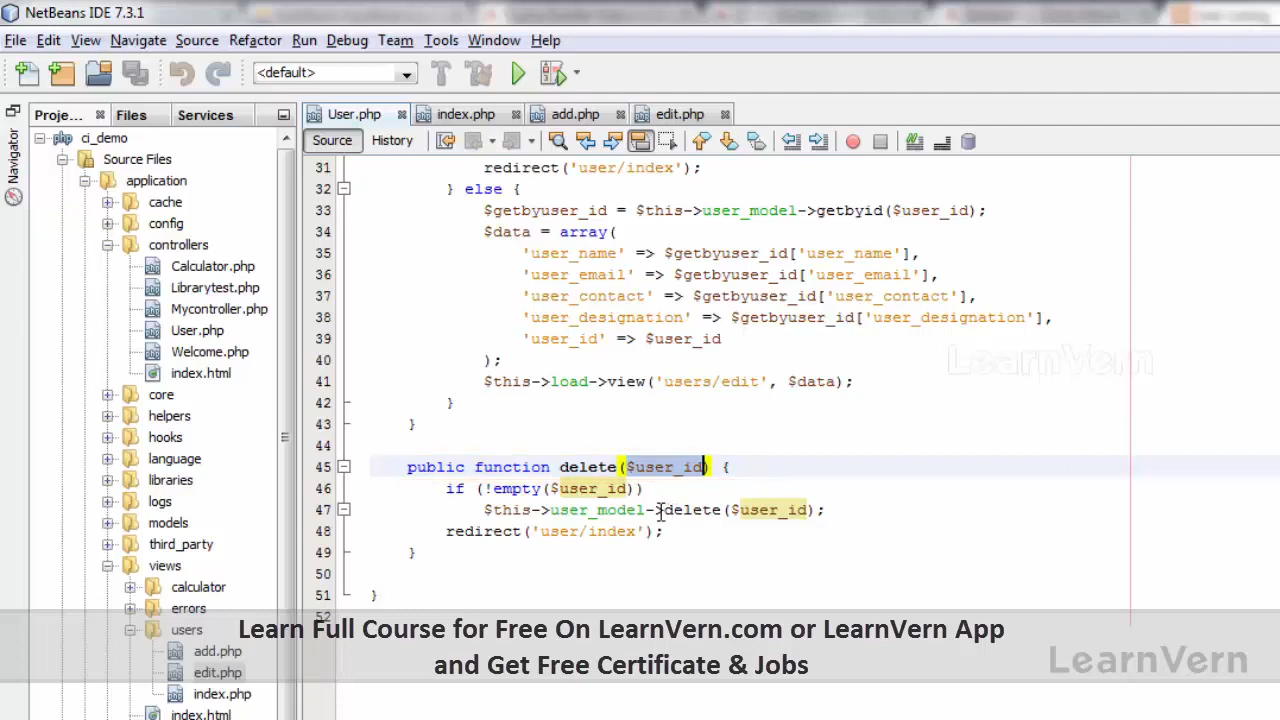 NetBeans IDE 7.3.1
File Edit View Navigate Source Refactor Run Debug Team Tools Window Help
<default>
Proje... Files Services
User.php index.php add.php edit.php
Source History
Navigator
ci_demo
Source Files
application
cache
config
controllers
Calculator.php
Librarytest.php
Mycontroller.php
User.php
Welcome.php
index.html
core
helpers
hooks
language
libraries
logs
models
third_party
views
calculator
errors
users
add.php
edit.php
index.php
index.html
31 redirect('user/index');
32 } else {
33 $getbyuser_id = $this->user_model->getbyid($user_id);
34 $data = array(
35 'user_name' => $getbyuser_id['user_name'],
36 'user_email' => $getbyuser_id['user_email'],
37 'user_contact' => $getbyuser_id['user_contact'],
38 'user_designation' => $getbyuser_id['user_designation'],
39 'user_id' => $user_id
40 );
41 $this->load->view('users/edit', $data);
42 }
43 }
44
45 public function delete($user_id) {
46 if (!empty($user_id))
47 $this->user_model->delete($user_id);
48 redirect('user/index');
49 }
50
51 }
52
LearnVern
Learn Full Course for Free On LearnVern.com or LearnVern App
and Get Free Certificate & Jobs
LearnVern